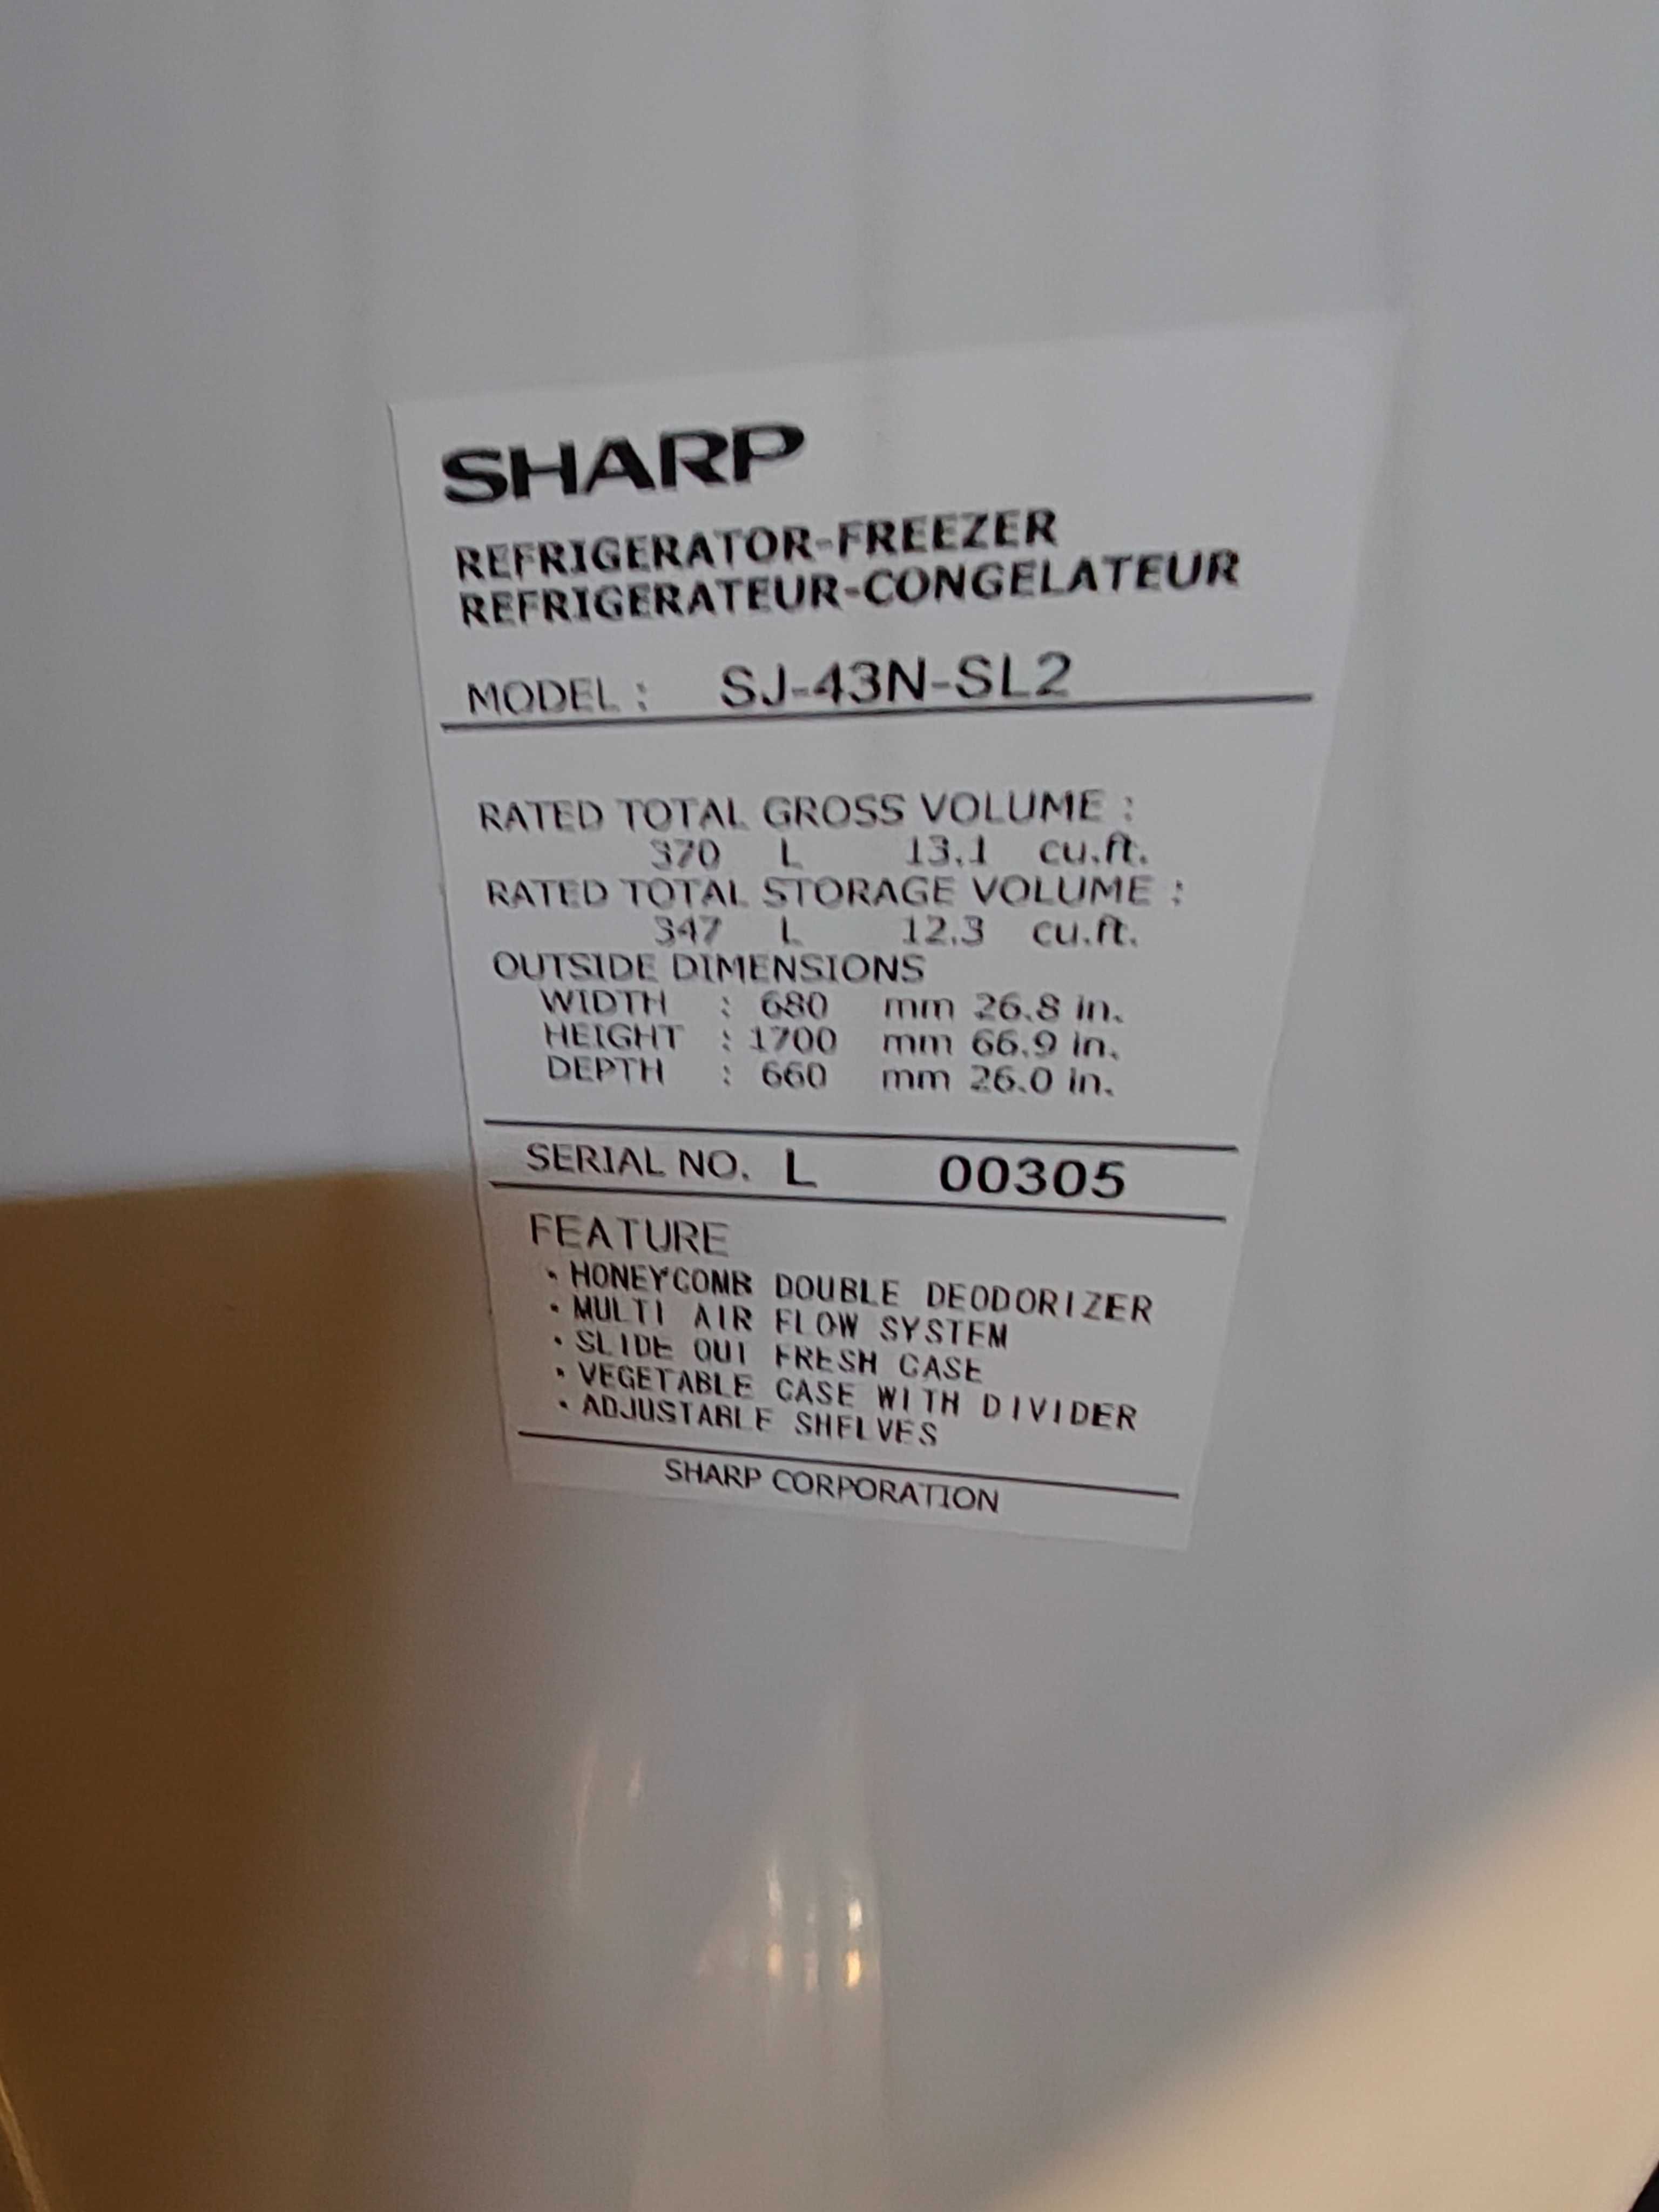 SHARP
REFRIGERATOR-FREEZER
REFRIGERATEUR-CONGELATEUR
MODEL : SJ-43N-SL2
RATED TOTAL GROSS VOLUME :
370 L 13.1 cu.ft.
RATED TOTAL STORAGE VOLUME :
347 L 12.3 cu.ft.
OUTSIDE DIMENSIONS
WIDTH : 680 mm 26.8 in.
HEIGHT : 1700 mm 66.9 in.
DEPTH : 660 mm 26.0 in.
SERIAL NO. L 00305
FEATURE
• HONEYCOMB DOUBLE DEODORIZER
• MULTI AIR FLOW SYSTEM
• SLIDE OUT FRESH CASE
• VEGETABLE CASE WITH DIVIDER
• ADJUSTABLE SHELVES
SHARP CORPORATION